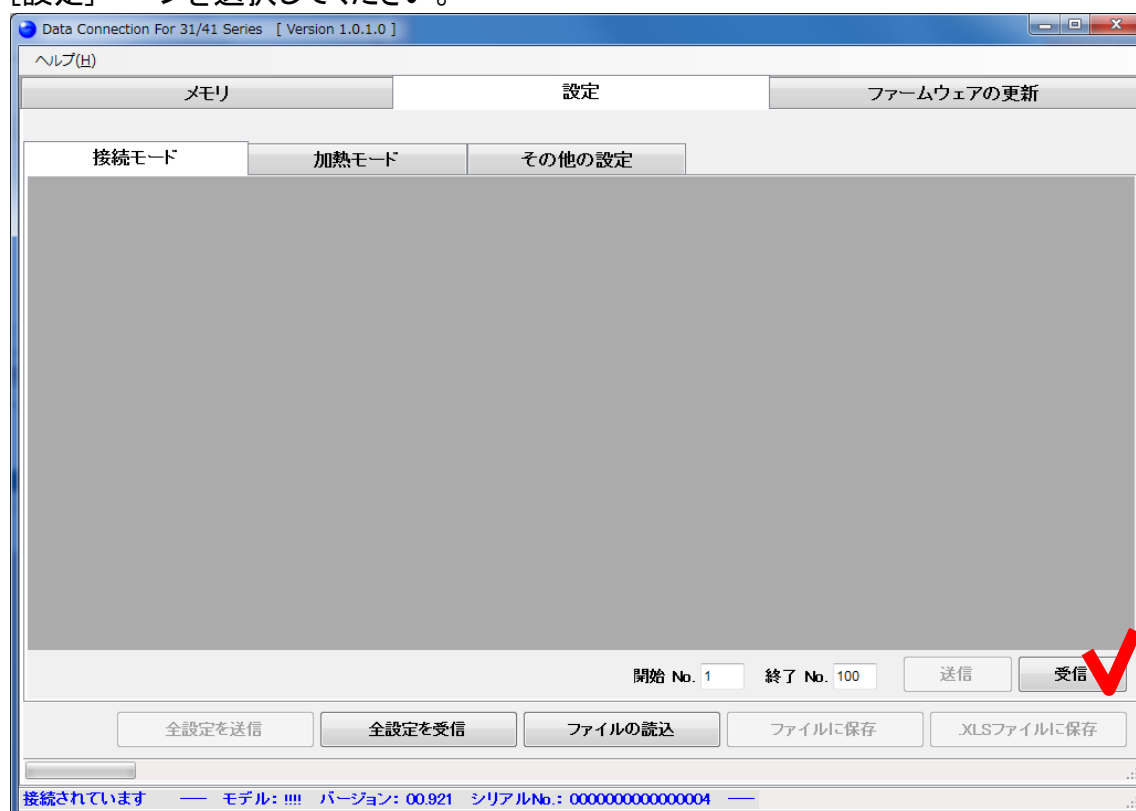 Data Connection For 31/41 Series [ Version 1.0.1.0 ]
ヘルプ(H)
メモリ 設定 ファームウェアの更新
接続モード 加熱モード その他の設定
開始 No. 1 終了 No. 100 送信 受信
全設定を送信 全設定を受信 ファイルの読込 ファイルに保存 .XLSファイルに保存
接続されています ── モデル: !!!! バージョン: 00.921 シリアルNo.: 0000000000000004 ──